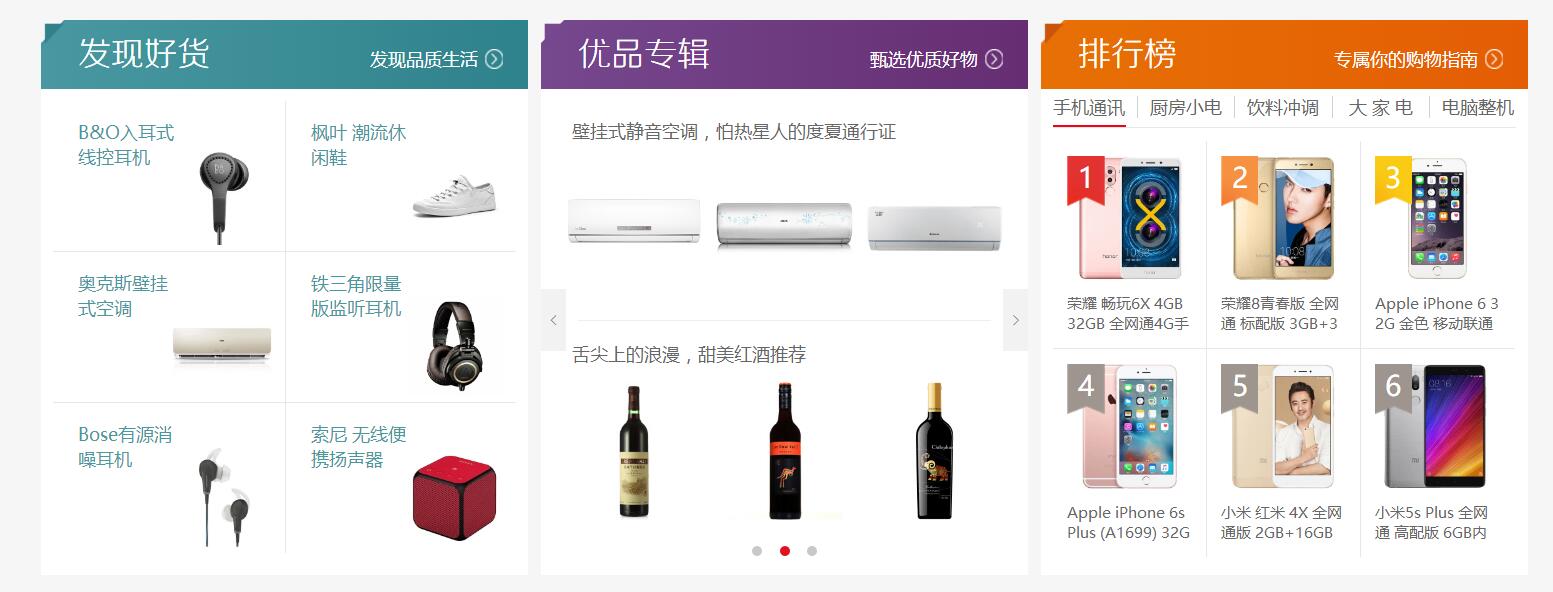 发现好货
发现品质生活
B&O入耳式
线控耳机
枫叶 潮流休
闲鞋
奥克斯壁挂
式空调
铁三角限量
版监听耳机
Bose有源消
噪耳机
索尼 无线便
携扬声器
优品专辑
甄选优质好物
壁挂式静音空调，怕热星人的度夏通行证
舌尖上的浪漫，甜美红酒推荐
排行榜
专属你的购物指南
手机通讯
厨房小电
饮料冲调
大 家 电
电脑整机
1
2
3
荣耀 畅玩6X 4GB
32GB 全网通4G手
荣耀8青春版 全网
通 标配版 3GB+3
Apple iPhone 6 3
2G 金色 移动联通
4
5
6
Apple iPhone 6s
Plus (A1699) 32G
小米 红米 4X 全网
通版 2GB+16GB
小米5s Plus 全网
通 高配版 6GB内